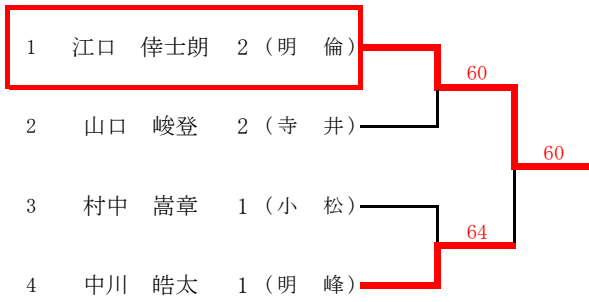 1 江口 倖士朗 2 (明 倫)
60
2 山口 峻登 2 (寺 井)
60
3 村中 嵩章 1 (小 松)
64
4 中川 皓太 1 (明 峰)